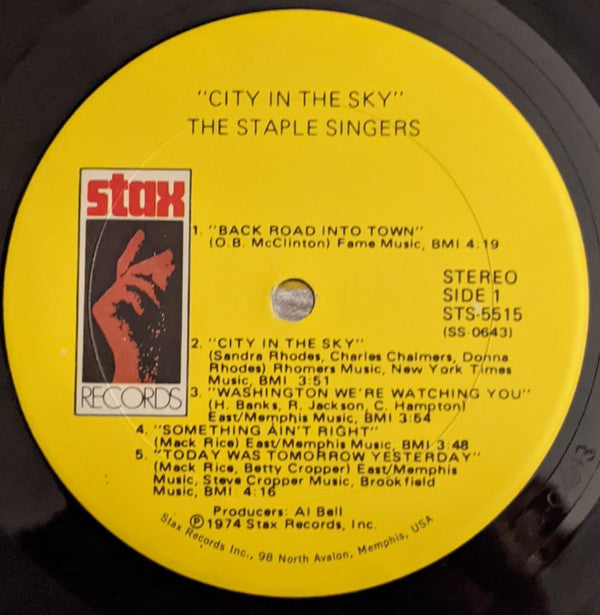 "CITY IN THE SKY"
THE STAPLE SINGERS
stax
RECORDS
1. "BACK ROAD INTO TOWN"
(O.B. McClinton) Fame Music, BMI 4:19
STEREO
SIDE 1
STS-5515
(SS-0643)
2. "CITY IN THE SKY"
(Sandra Rhodes, Charles Chalmers, Donna
Rhodes) Rhomers Music, New York Times
Music, BMI 3:51
3. "WASHINGTON WE'RE WATCHING YOU"
(H. Banks, R. Jackson, C. Hampton)
East/Memphis Music, BMI 3:54
4. "SOMETHING AIN'T RIGHT"
(Mack Rice) East/Memphis Music, BMI 3:48
5. "TODAY WAS TOMORROW YESTERDAY"
(Mack Rice, Betty Cropper) East/Memphis
Music, Steve Cropper Music, Brookfield
Music, BMI 4:16
Producers: Al Bell
℗1974 Stax Records, Inc.
Stax Records Inc., 98 North Avalon, Memphis, USA